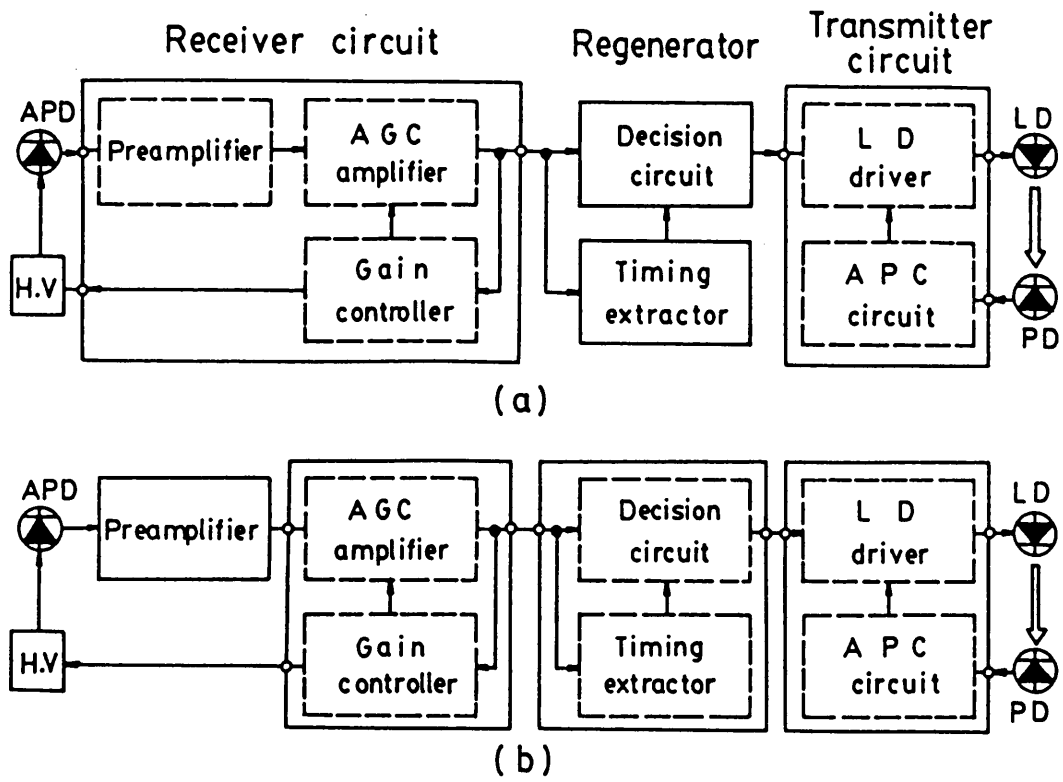 Receiver circuit
Regenerator
Transmitter
circuit
APD
Preamplifier
AGC
amplifier
Decision
circuit
LD
driver
LD
H.V
Gain
controller
Timing
extractor
APC
circuit
PD
(a)
APD
Preamplifier
AGC
amplifier
Decision
circuit
LD
driver
LD
H.V
Gain
controller
Timing
extractor
APC
circuit
PD
(b)